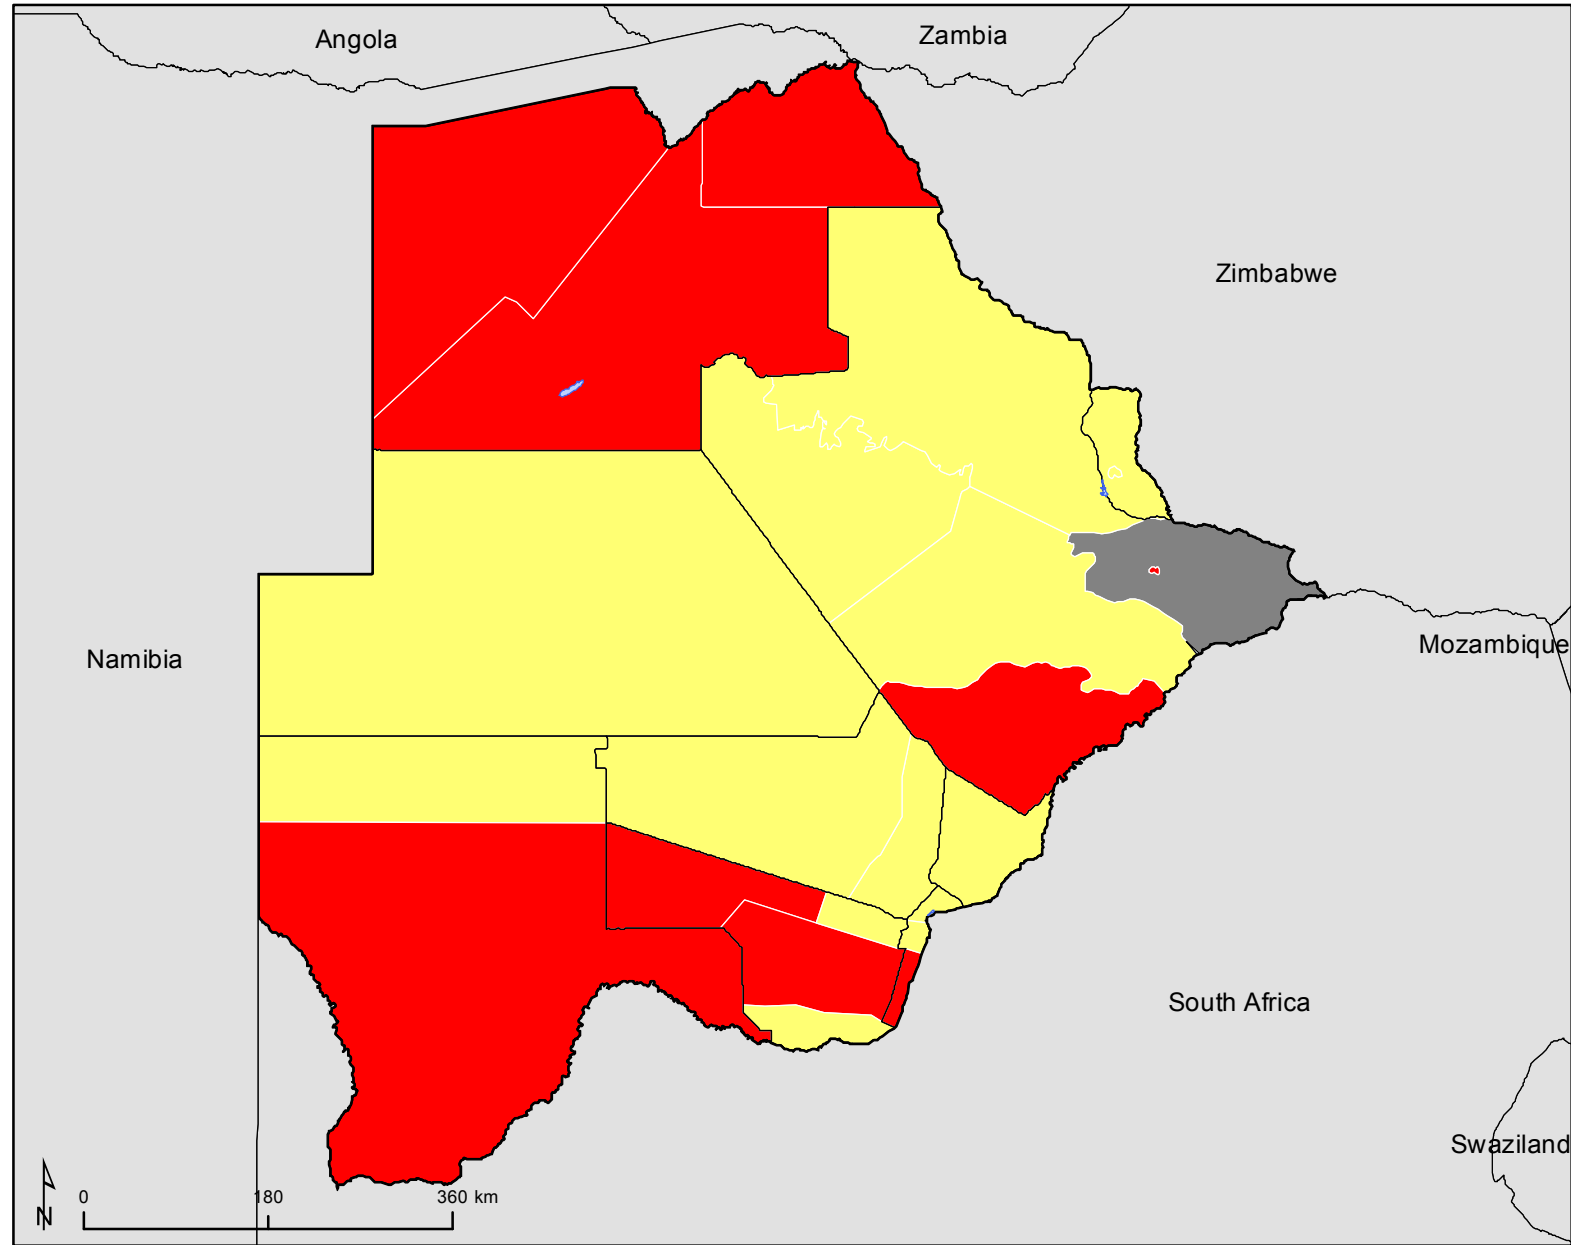 Angola
Zambia
Zimbabwe
Namibia
Mozambique
South Africa
Swaziland
N
0 180 360 km